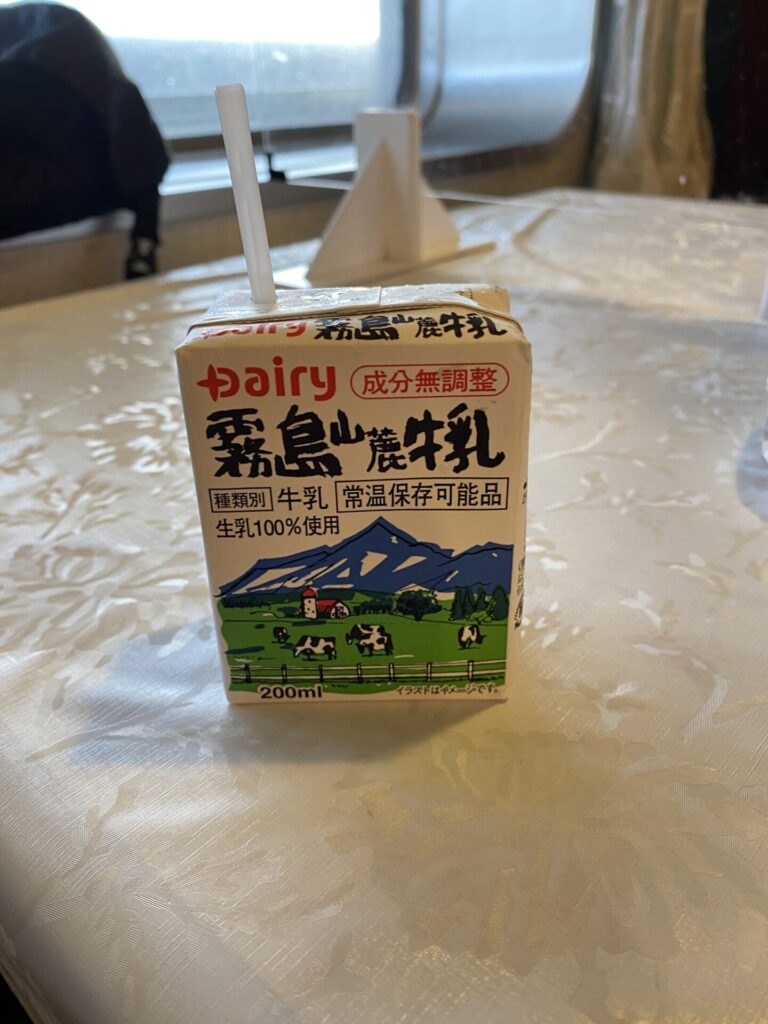 Dairy 霧島山麓牛乳
Dairy 成分無調整
霧島山麓牛乳
種類別 牛乳 常温保存可能品
生乳100%使用
200ml イラストはイメージです。